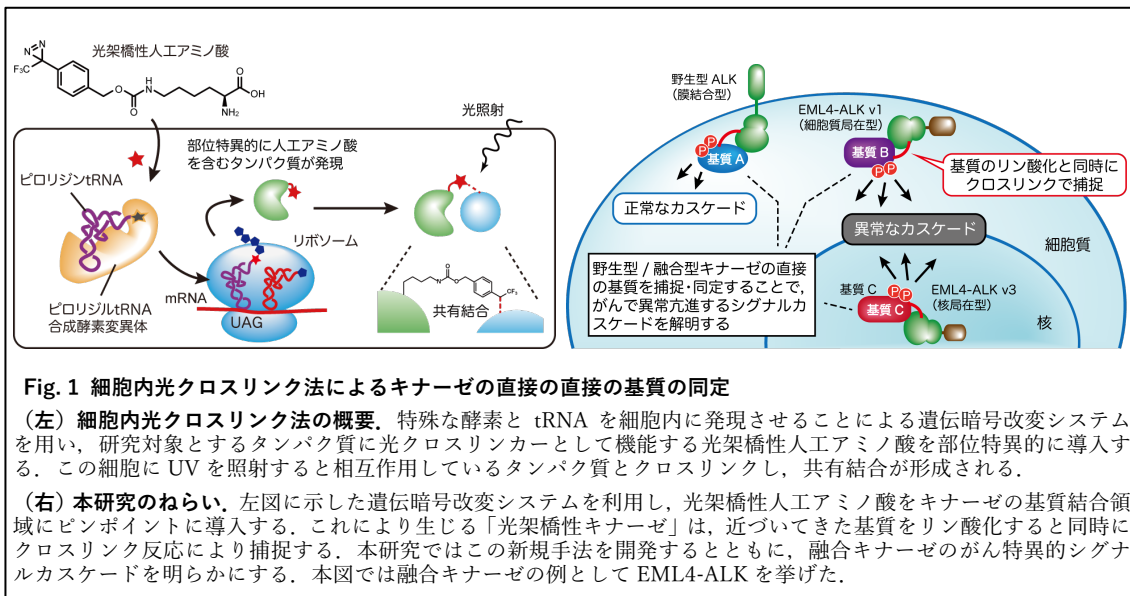 光架橋性人工アミノ酸
N=N
F₃C
O
O
H
N
O
OH
NH₂
部位特異的に人工アミノ酸
を含むタンパク質が発現
光照射
ピロリジンtRNA
リボソーム
mRNA
UAG
ピロリジルtRNA
合成酵素変異体
共有結合
野生型 ALK
(膜結合型)
P
P
基質 A
正常なカスケード
EML4-ALK v1
(細胞質局在型)
P
基質 B
P
P
基質のリン酸化と同時に
クロスリンクで捕捉
異常なカスケード
細胞質
野生型 / 融合型キナーゼの直接
の基質を捕捉・同定することで,
がんで異常亢進するシグナルカ
スケードを解明する
基質 C
P
P
基質 C
EML4-ALK v3
(核局在型)
核
Fig. 1 細胞内光クロスリンク法によるキナーゼの直接の直接の基質の同定
(左) 細胞内光クロスリンク法の概要. 特殊な酵素と tRNA を細胞内に発現させることによる遺伝暗号改変システム
を用い, 研究対象とするタンパク質に光クロスリンカーとして機能する光架橋性人工アミノ酸を部位特異的に導入す
る. この細胞に UV を照射すると相互作用しているタンパク質とクロスリンクし, 共有結合が形成される.
(右) 本研究のねらい. 左図に示した遺伝暗号改変システムを利用し, 光架橋性人工アミノ酸をキナーゼの基質結合領
域にピンポイントに導入する. これにより生じる「光架橋性キナーゼ」は, 近づいてきた基質をリン酸化すると同時に
クロスリンク反応により捕捉する. 本研究ではこの新規手法を開発するとともに, 融合キナーゼのがん特異的シグナ
ルカスケードを明らかにする. 本図では融合キナーゼの例として EML4-ALK を挙げた.